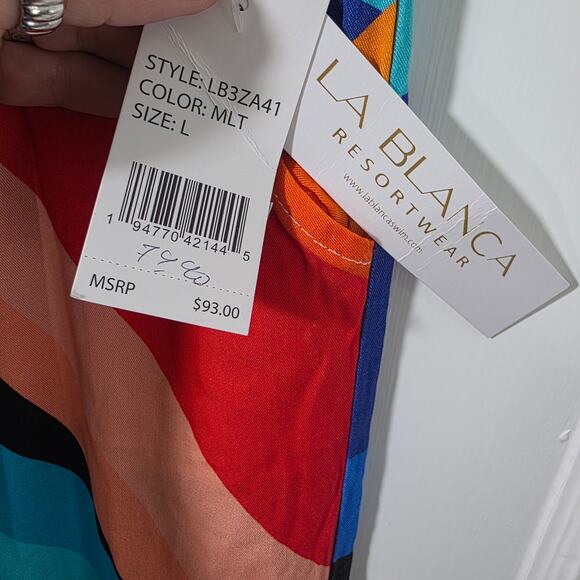 STYLE: LB3ZA41
COLOR: MLT
SIZE: L
1 94770 42144 5
MSRP
$93.00
LA BLANCA
RESORTWEAR
www.lablancaswim.com